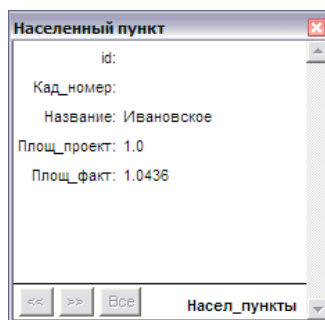 Населенный пункт
id:
Кад_номер:
Название: Ивановское
Площ_проект: 1.0
Площ_факт: 1.0436
<< >> Все Насел_пункты